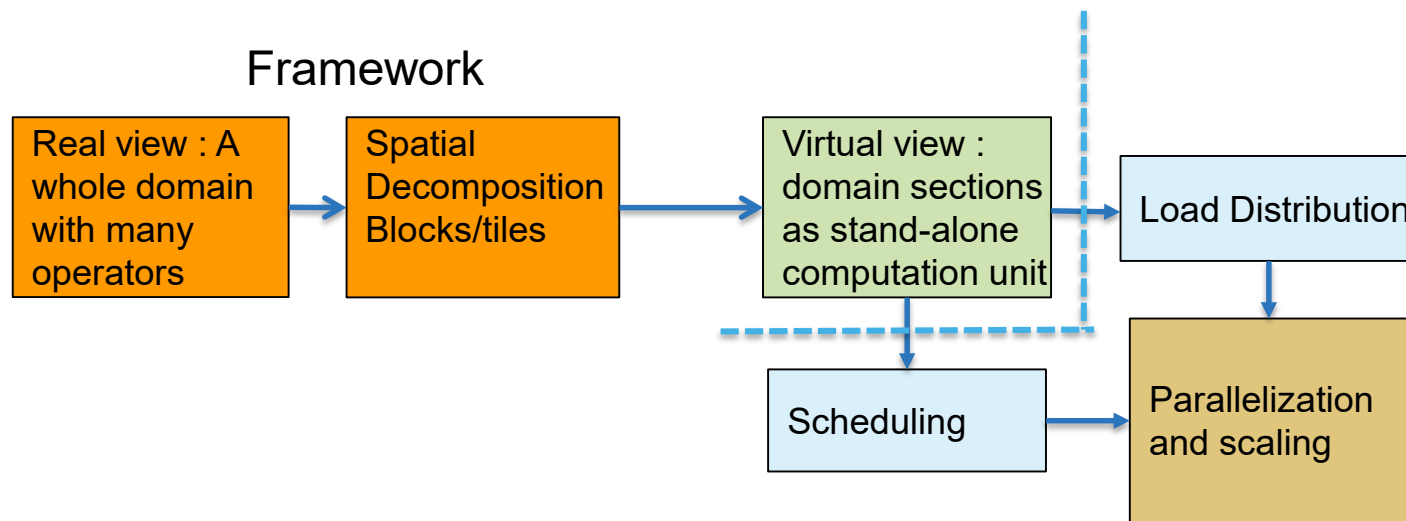 Framework
Real view : A
whole domain
with many
operators
Spatial
Decomposition
Blocks/tiles
Virtual view :
domain sections
as stand-alone
computation unit
Load Distribution
Scheduling
Parallelization
and scaling